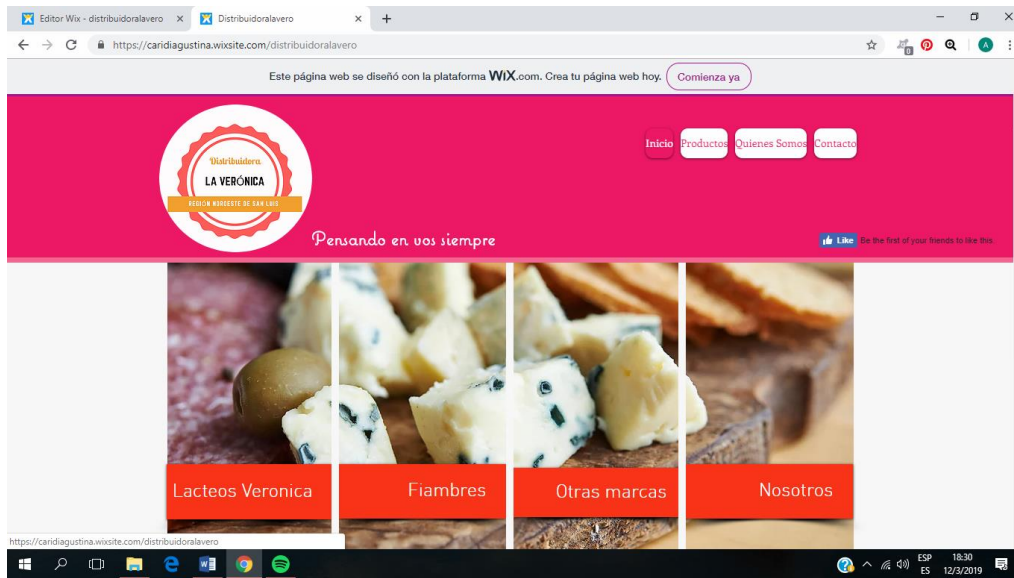 Editor Wix - distribuidoralavero
Distribuidoralavero
https://caridiagustina.wixsite.com/distribuidoralavero
Este página web se diseñó con la plataforma WiX.com. Crea tu página web hoy. Comienza ya
Distribuidora
LA VERÓNICA
REGION NOROESTE DE SAN LUIS
Inicio Productos Quienes Somos Contacto
Pensando en vos siempre
Like Be the first of your friends to like this.
Lacteos Veronica Fiambres Otras marcas Nosotros
https://caridiagustina.wixsite.com/distribuidoralavero
ESP 18:30
ES 12/3/2019